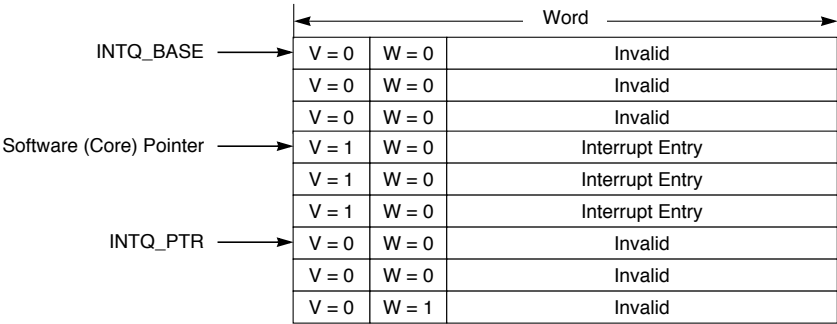 Word
INTQ_BASE V = 0 W = 0 Invalid
V = 0 W = 0 Invalid
V = 0 W = 0 Invalid
Software (Core) Pointer V = 1 W = 0 Interrupt Entry
V = 1 W = 0 Interrupt Entry
V = 1 W = 0 Interrupt Entry
INTQ_PTR V = 0 W = 0 Invalid
V = 0 W = 0 Invalid
V = 0 W = 1 Invalid